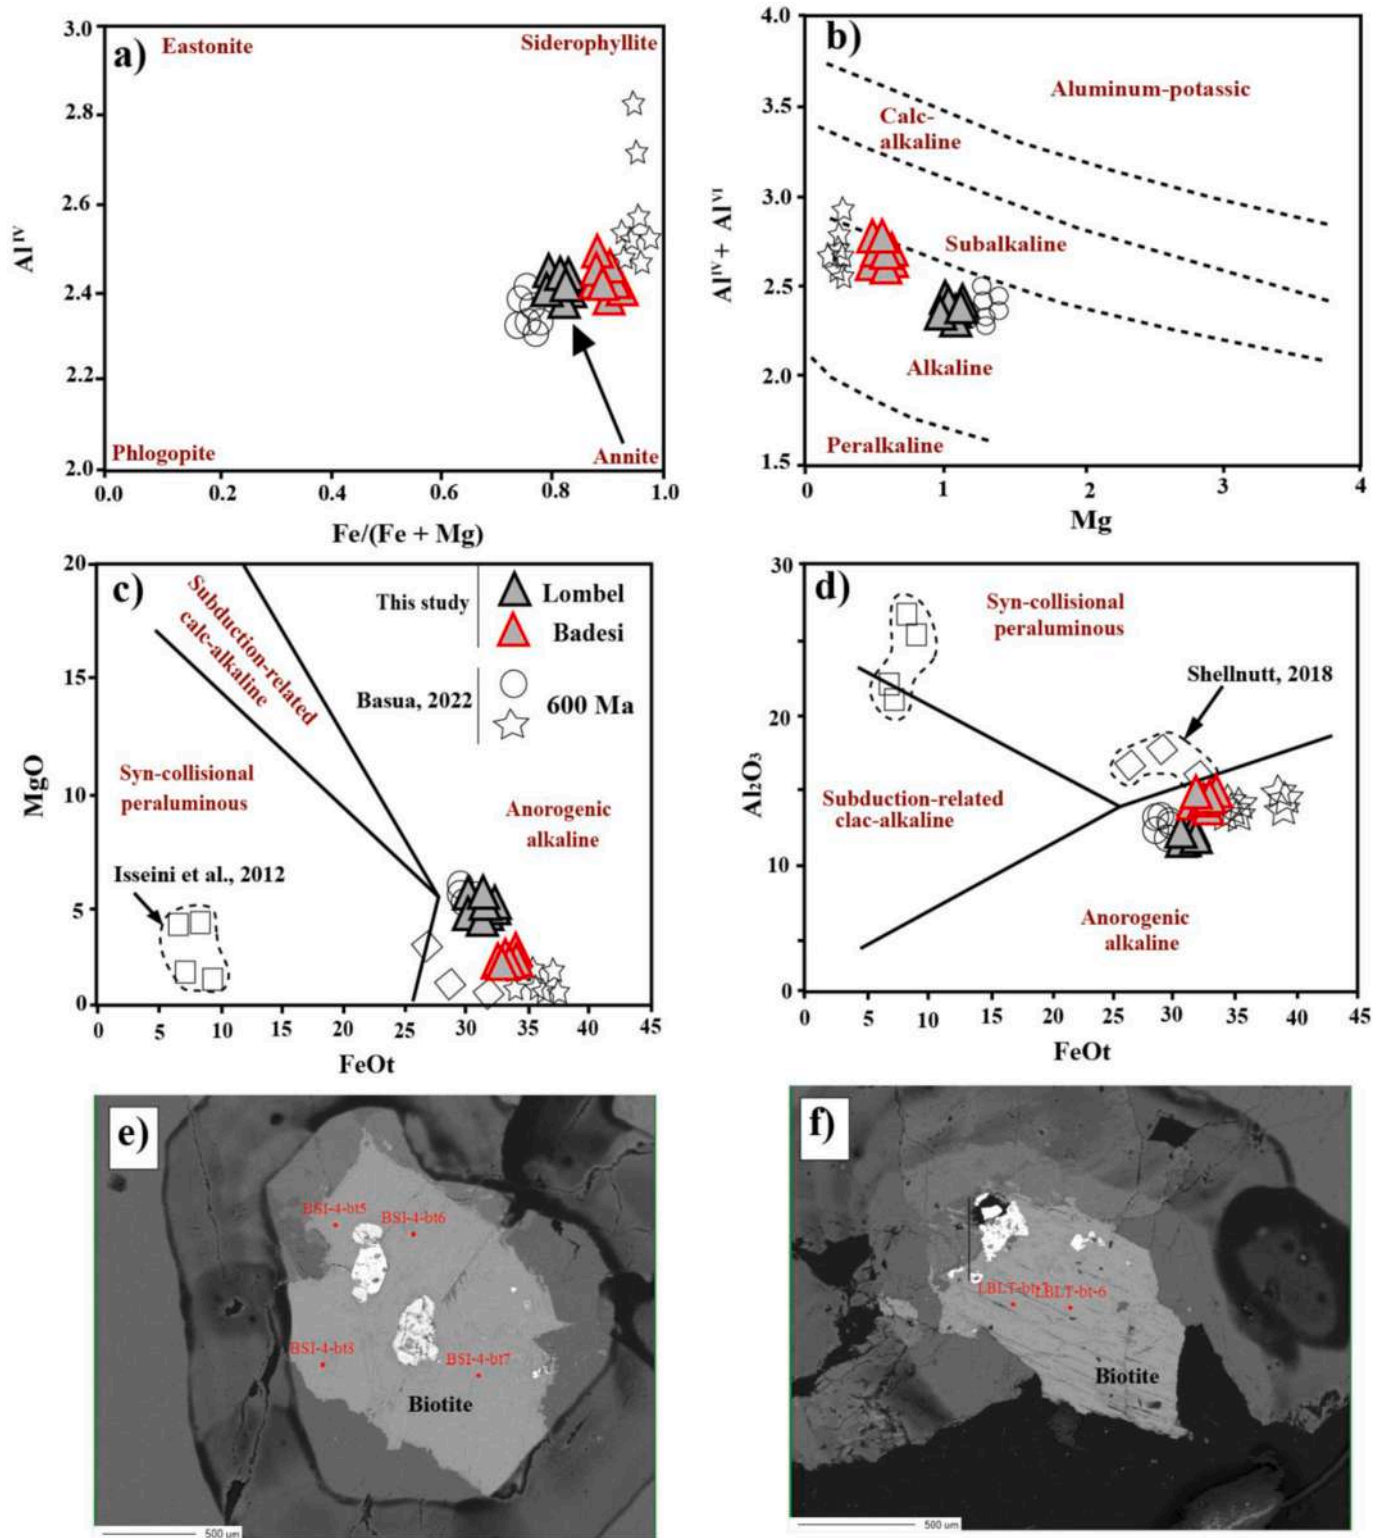 a)
3.0
2.8
2.6
2.4
2.2
2.0
Al^IV
Eastonite
Siderophyllite
Phlogopite
Annite
0.0 0.2 0.4 0.6 0.8 1.0
Fe/(Fe + Mg)
b)
4.0
3.5
3.0
2.5
2.0
1.5
Al^IV + Al^VI
Aluminum-potassic
Calc-
alkaline
Subalkaline
Alkaline
Peralkaline
0 1 2 3 4
Mg
c)
20
15
10
5
0
MgO
Subduction-related
calc-alkaline
This study
Lombel
Badesi
Basua, 2022
600 Ma
Syn-collisional
peraluminous
Anorogenic
alkaline
Isseini et al., 2012
0 5 10 15 20 25 30 35 40 45
FeOt
d)
30
20
10
0
Al₂O₃
Syn-collisional
peraluminous
Shellnutt, 2018
Subduction-related
clac-alkaline
Anorogenic
alkaline
0 5 10 15 20 25 30 35 40 45
FeOt
e)
BSI-4-bt5
BSI-4-bt6
BSI-4-bt8
BSI-4-bt7
Biotite
500 um
f)
LBLT-bt-6
Biotite
500 um